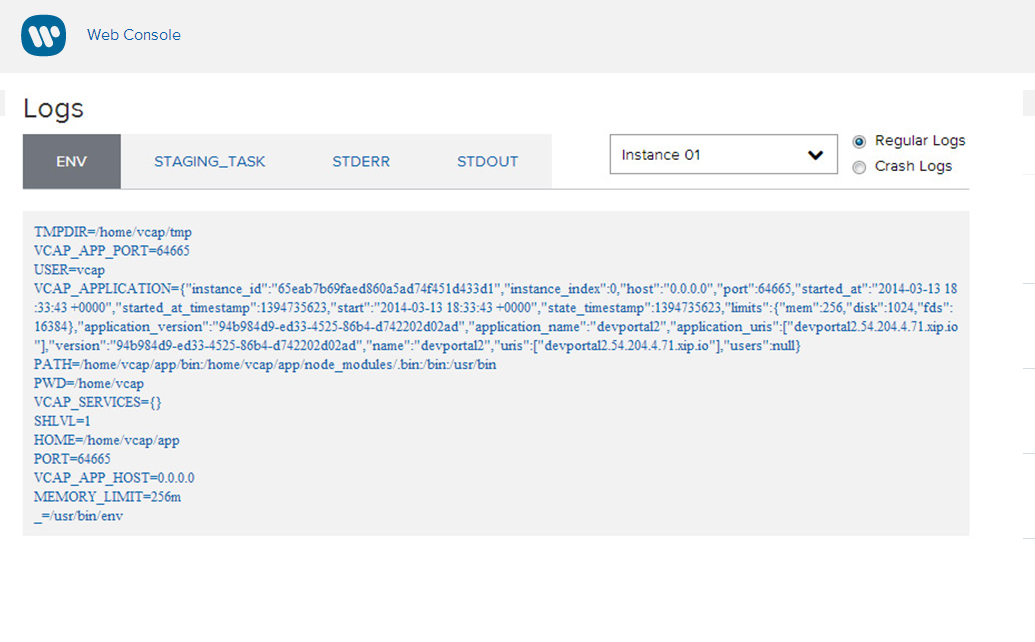 Web Console
Logs
ENV STAGING_TASK STDERR STDOUT Instance 01 Regular Logs
Crash Logs
TMPDIR=/home/vcap/tmp
VCAP_APP_PORT=64665
USER=vcap
VCAP_APPLICATION={"instance_id":"65eab7b69faed860a5ad74f451d433d1","instance_index":0,"host":"0.0.0.0","port":64665,"started_at":"2014-03-13 18
:33:43 +0000","started_at_timestamp":1394735623,"start":"2014-03-13 18:33:43 +0000","state_timestamp":1394735623,"limits":{"mem":256,"disk":1024,"fds":
16384},"application_version":"94b984d9-ed33-4525-86b4-d742202d02ad","application_name":"devportal2","application_uris":["devportal2.54.204.4.71.xip.io
"],"version":"94b984d9-ed33-4525-86b4-d742202d02ad","name":"devportal2","uris":["devportal2.54.204.4.71.xip.io"],"users":null}
PATH=/home/vcap/app/bin:/home/vcap/app/node_modules/.bin:/bin:/usr/bin
PWD=/home/vcap
VCAP_SERVICES={}
SHLVL=1
HOME=/home/vcap/app
PORT=64665
VCAP_APP_HOST=0.0.0.0
MEMORY_LIMIT=256m
_=/usr/bin/env